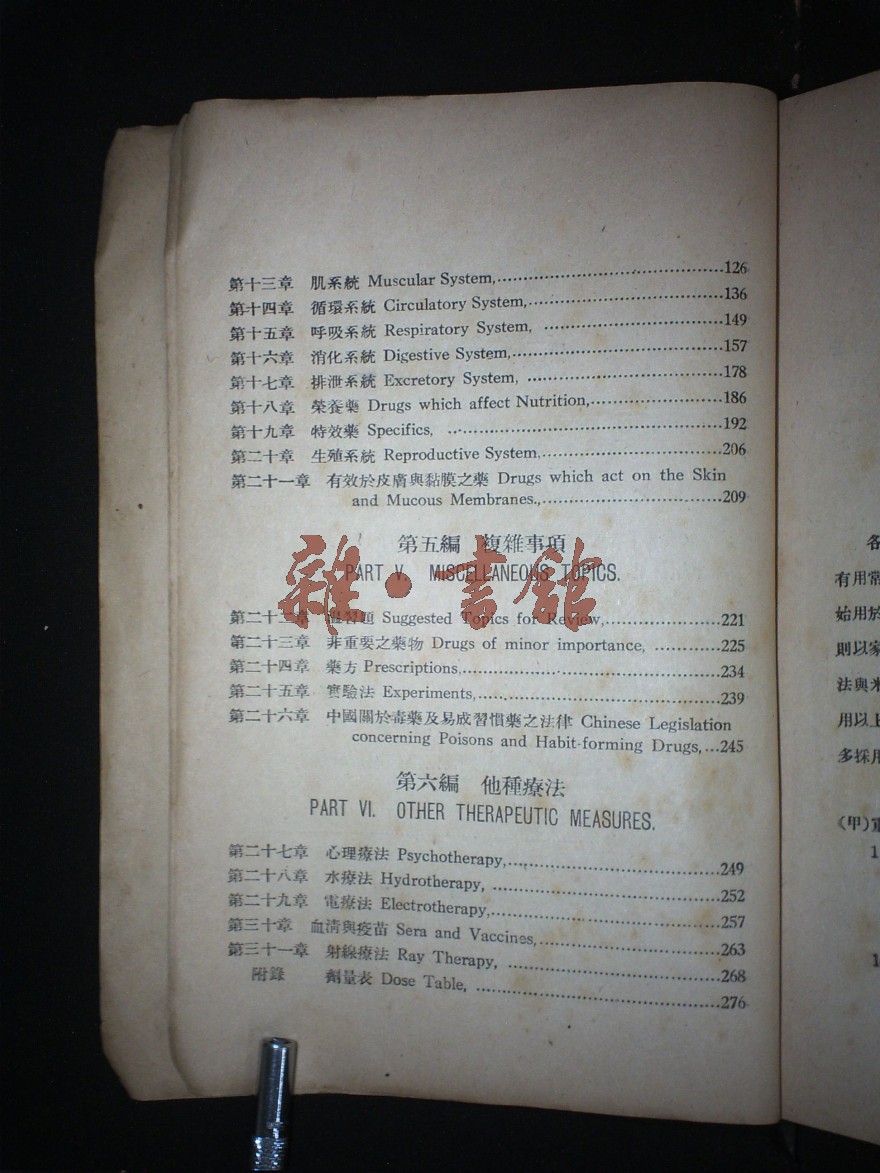 第十三章 肌系統 Muscular System,……126
第十四章 循環系統 Circulatory System,……136
第十五章 呼吸系統 Respiratory System, ……149
第十六章 消化系統 Digestive System,……157
第十七章 排泄系統 Excretory System, ……178
第十八章 榮養藥 Drugs which affect Nutrition,……186
第十九章 特效藥 Specifics, ……192
第二十章 生殖系統 Reproductive System,……206
第二十一章 有效於皮膚與黏膜之藥 Drugs which act on the Skin
and Mucous Membranes.,……209
第五編 複雜事項
PART V. MISCELLANEOUS TOPICS.
雜·書館
第二十二章 溫習題 Suggested Topics for Review,……221
第二十三章 非重要之藥物 Drugs of minor importance, ……225
第二十四章 藥方 Prescriptions,……234
第二十五章 實驗法 Experiments,……239
第二十六章 中國關於毒藥及易成習慣藥之法律 Chinese Legislation
concerning Poisons and Habit-forming Drugs,…245
第六編 他種療法
PART VI. OTHER THERAPEUTIC MEASURES.
第二十七章 心理療法 Psychotherapy,……249
第二十八章 水療法 Hydrotherapy, ……252
第二十九章 電療法 Electrotherapy,……257
第三十章 血清與疫苗 Sera and Vaccines,……263
第三十一章 射線療法 Ray Therapy, ……268
附錄 劑量表 Dose Table, ……276
各
有用常
始用於
則以家
法與米
用以上
多採用
(甲)
1
1